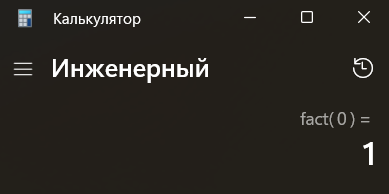 Калькулятор
Инженерный
fact( 0 ) =
1